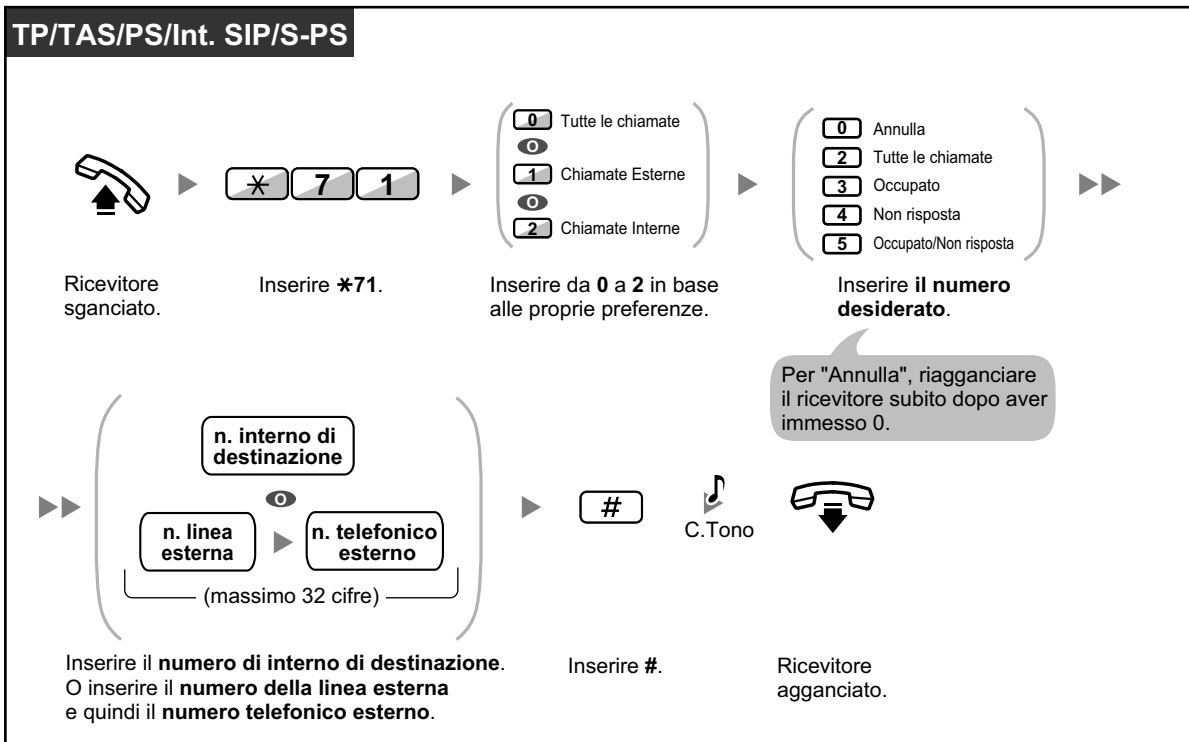 TP/TAS/PS/Int. SIP/S-PS
0 Tutte le chiamate
O
1 Chiamate Esterne
O
2 Chiamate Interne
0 Annulla
2 Tutte le chiamate
3 Occupato
4 Non risposta
5 Occupato/Non risposta
* 7 1
Ricevitore
sganciato.
Inserire *71.
Inserire da 0 a 2 in base
alle proprie preferenze.
Inserire il numero
desiderato.
Per "Annulla", riagganciare
il ricevitore subito dopo aver
immesso 0.
n. interno di
destinazione
O
n. linea
esterna
n. telefonico
esterno
(massimo 32 cifre)
#
C.Tono
Inserire il numero di interno di destinazione.
O inserire il numero della linea esterna
e quindi il numero telefonico esterno.
Inserire #.
Ricevitore
agganciato.